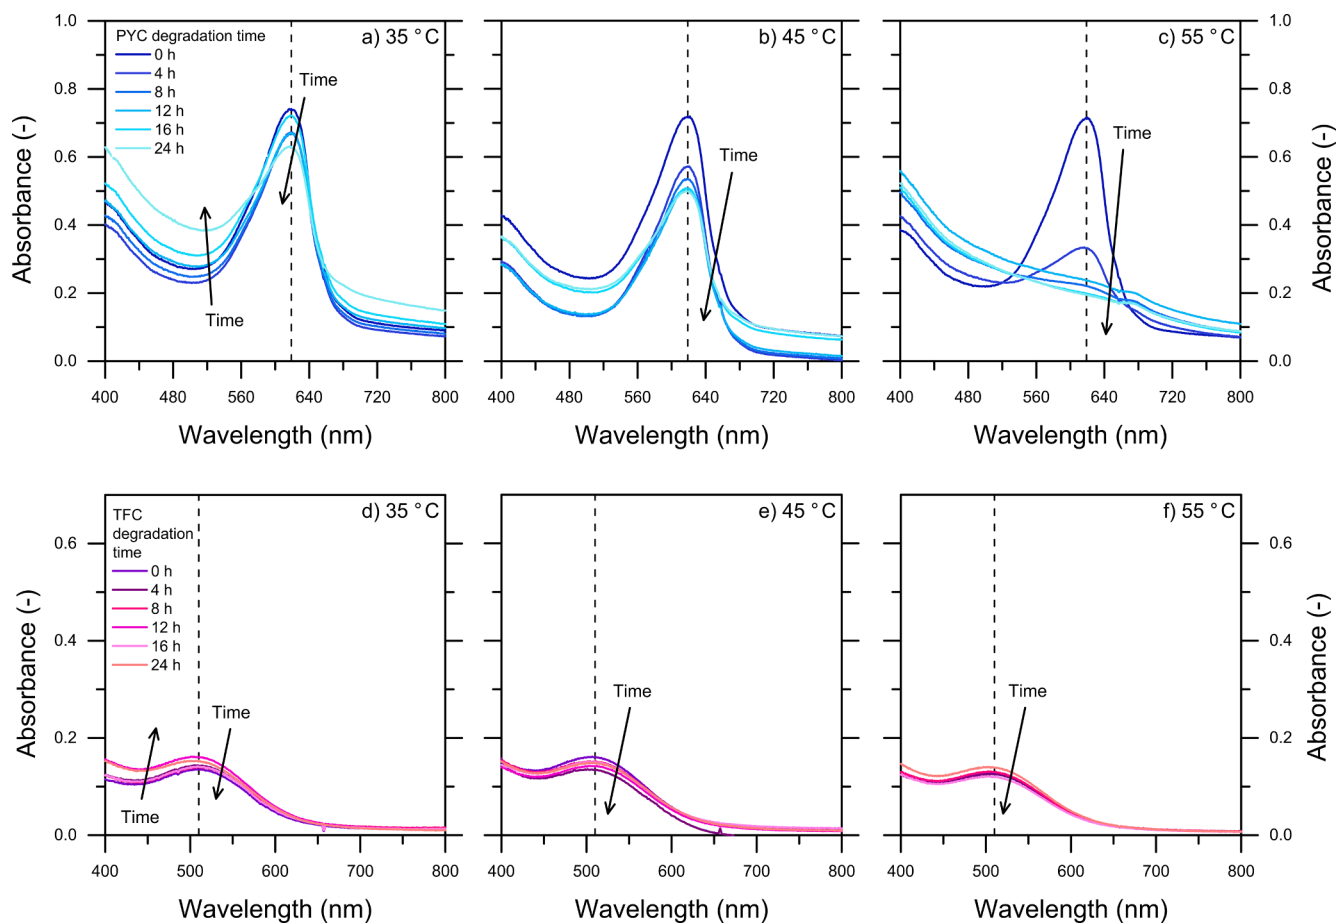 1.0
0.8
0.6
0.4
0.2
0.0
Absorbance (-)
PYC degradation time
0 h
4 h
8 h
12 h
16 h
24 h
a) 35 °C
Time
Time
400 480 560 640 720 800
Wavelength (nm)
b) 45 °C
Time
400 480 560 640 720 800
Wavelength (nm)
c) 55 °C
Time
400 480 560 640 720 800
Wavelength (nm)
1.0
0.8
0.6
0.4
0.2
0.0
Absorbance (-)
0.6
0.4
0.2
0.0
Absorbance (-)
TFC
degradation
time
0 h
4 h
8 h
12 h
16 h
24 h
d) 35 °C
Time
Time
400 500 600 700 800
Wavelength (nm)
e) 45 °C
Time
400 500 600 700 800
Wavelength (nm)
f) 55 °C
Time
400 500 600 700 800
Wavelength (nm)
0.6
0.4
0.2
0.0
Absorbance (-)